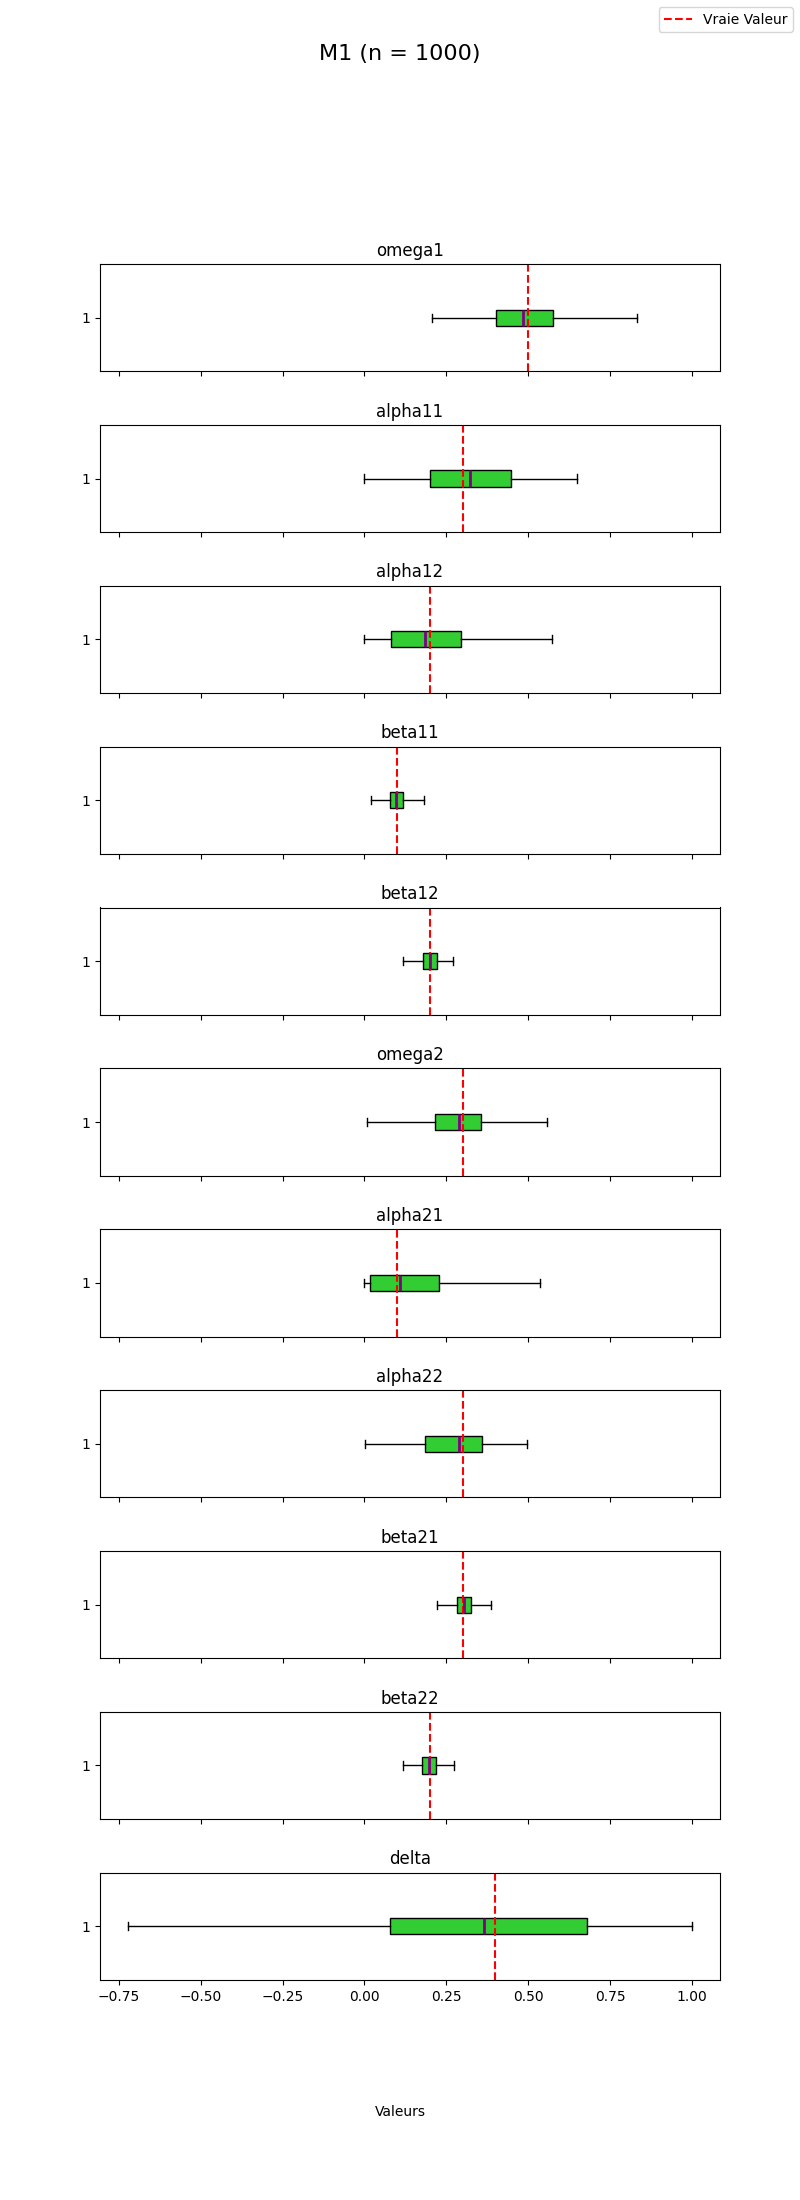 Vraie Valeur
M1 (n = 1000)
omega1
1
alpha11
1
alpha12
1
beta11
1
beta12
1
omega2
1
alpha21
1
alpha22
1
beta21
1
beta22
1
delta
1
−0.75 −0.50 −0.25 0.00 0.25 0.50 0.75 1.00
Valeurs